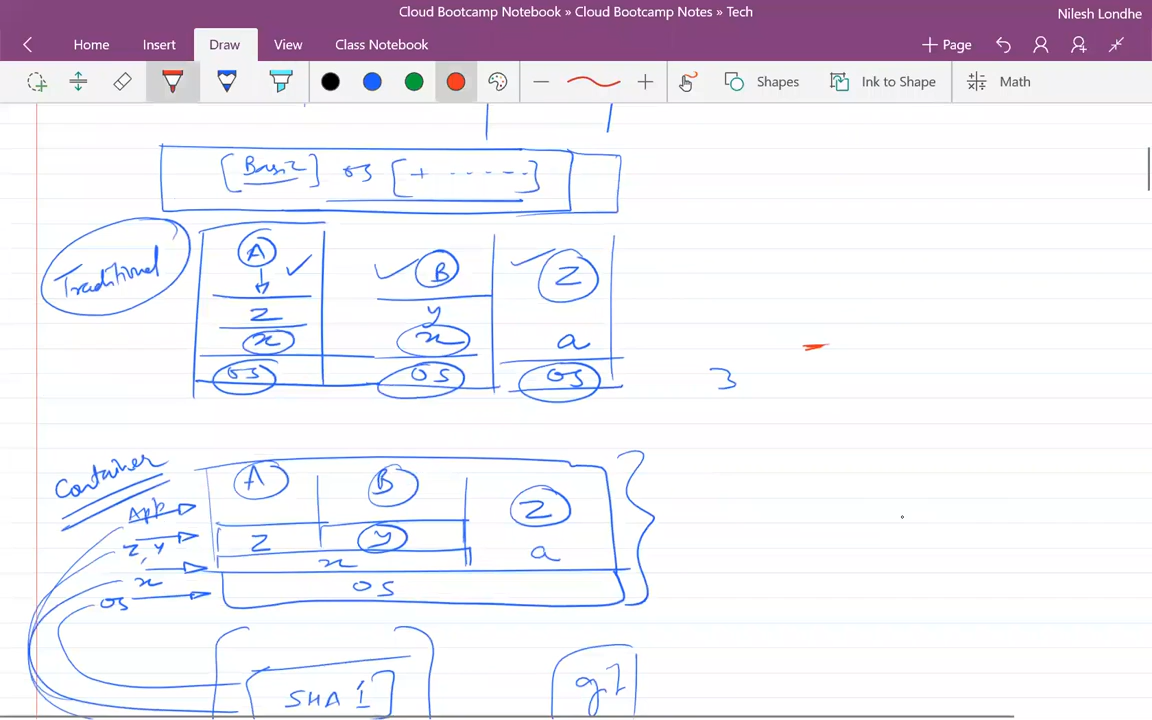 Cloud Bootcamp Notebook » Cloud Bootcamp Notes » Tech
Nilesh Londhe
Home Insert Draw View Class Notebook
Page
Shapes Ink to Shape Math
[Basic] OS [+ ------]
Traditional
A B Z
z y
x x a
OS OS OS
3
Container
A B
App Z
z, y z y a
x x
OS OS
SHA 1